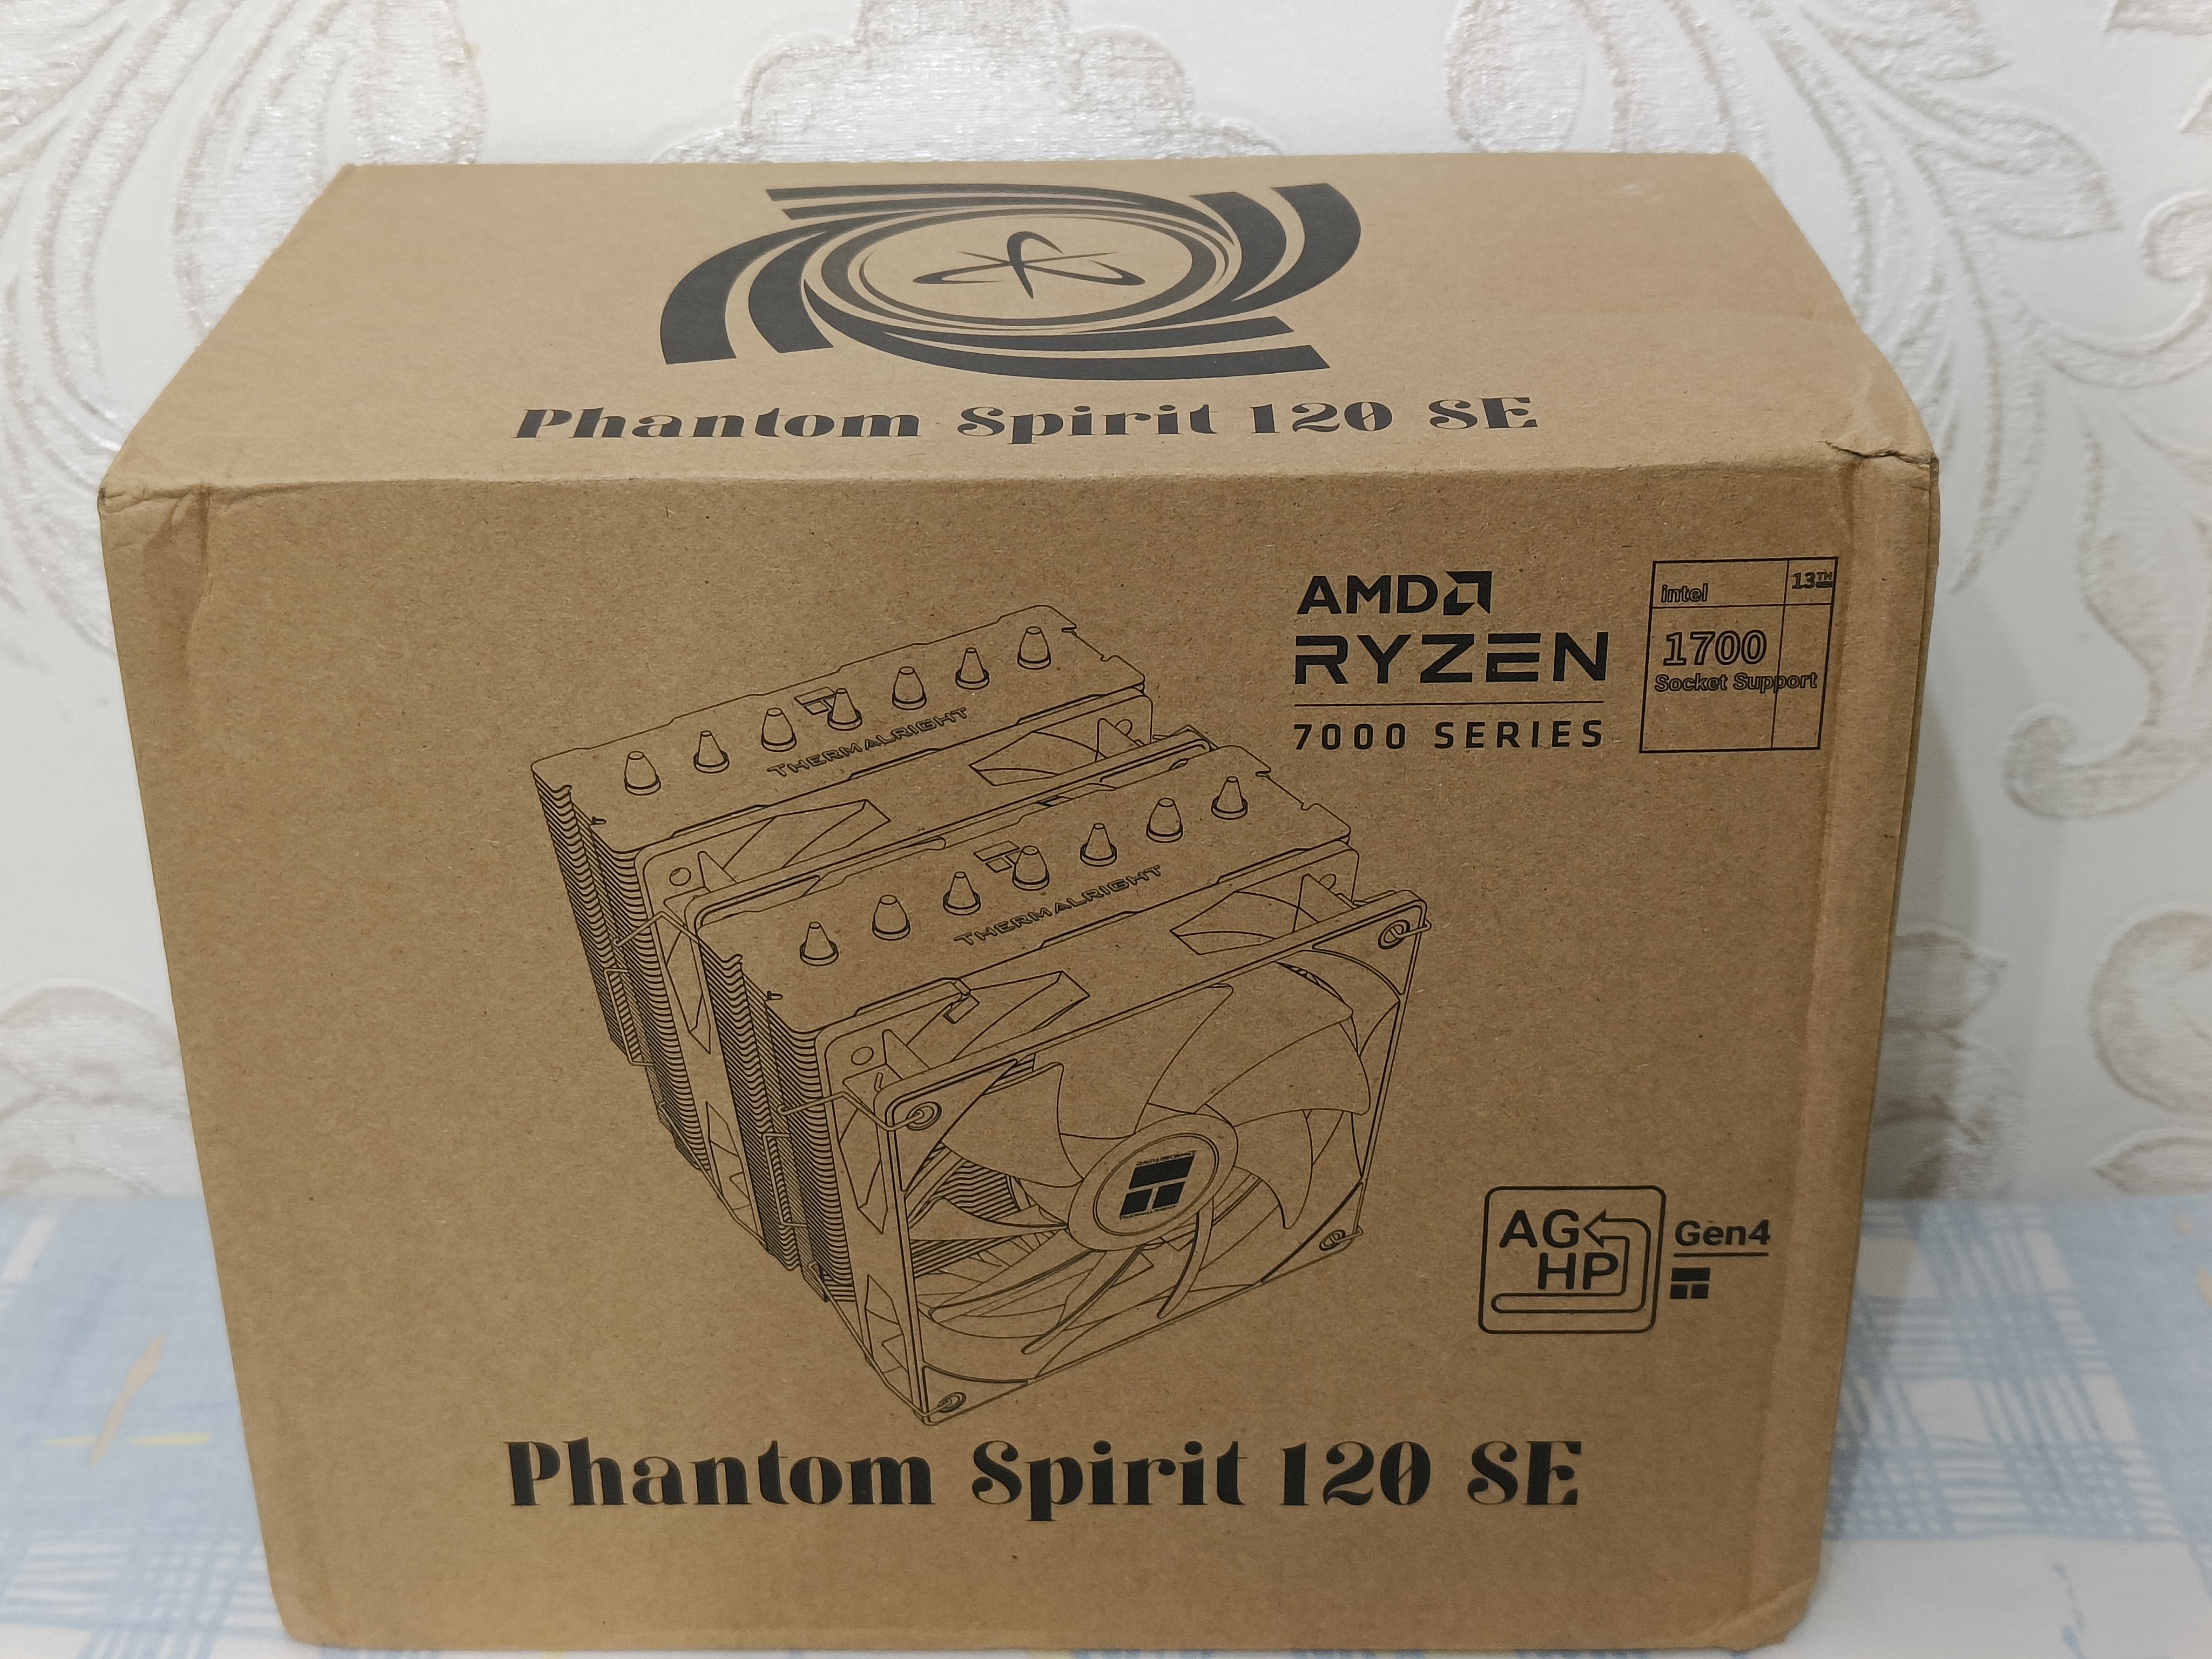 Phantom Spirit 120 SE
AMD
RYZEN
7000 SERIES
intel
13TH
1700
Socket Support
THERMALRIGHT
THERMALRIGHT
AG
HP
Gen4
Phantom Spirit 120 SE